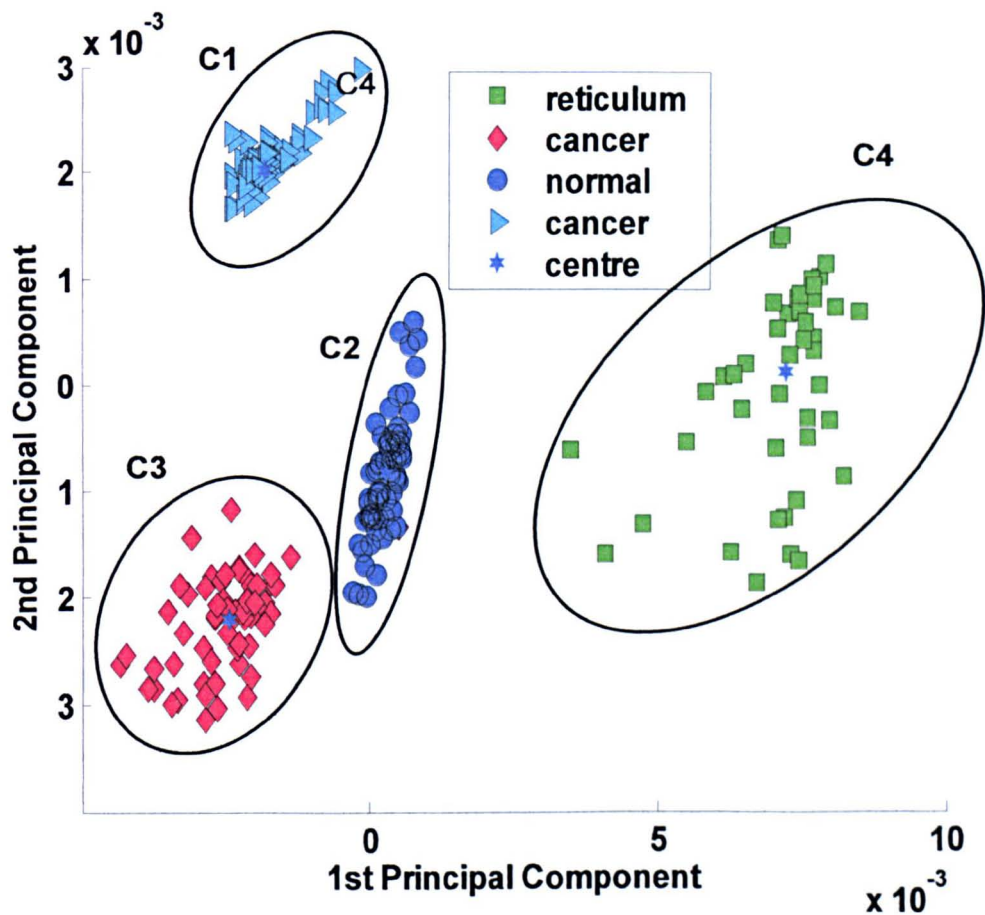 x 10⁻³
C1
3
C4
reticulum
cancer
normal
cancer
centre
2
C4
1
C2
0
C3
1
2
3
2nd Principal Component
0
5
10
1st Principal Component
x 10⁻³